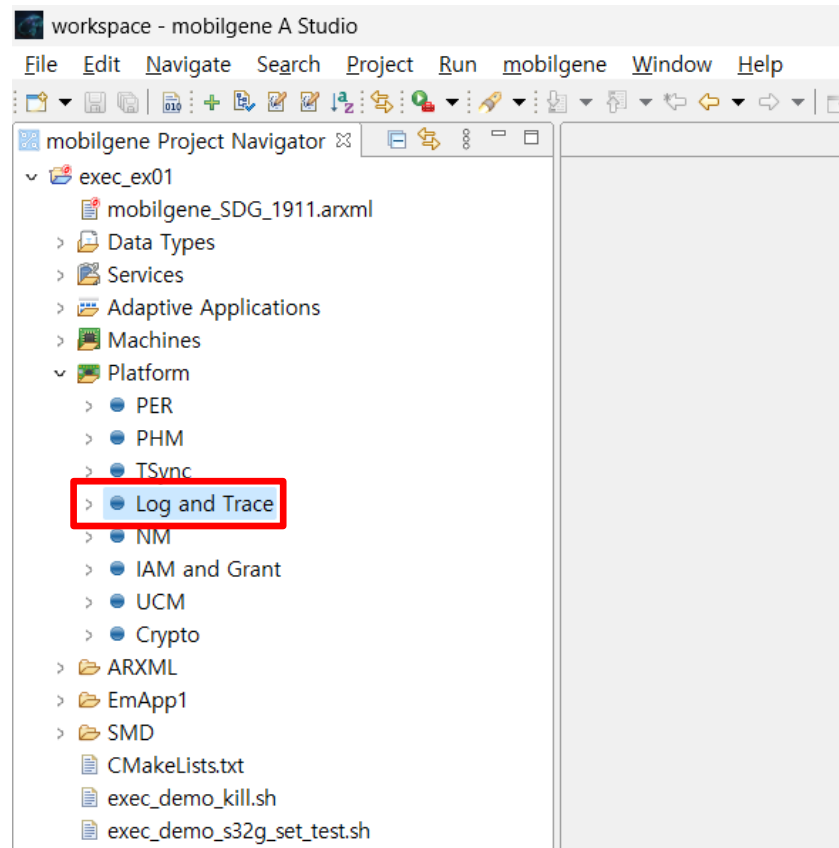 workspace - mobilgene A Studio
File Edit Navigate Search Project Run mobilgene Window Help
mobilgene Project Navigator
exec_ex01
mobilgene_SDG_1911.arxml
Data Types
Services
Adaptive Applications
Machines
Platform
PER
PHM
TSync
Log and Trace
NM
IAM and Grant
UCM
Crypto
ARXML
EmApp1
SMD
CMakeLists.txt
exec_demo_kill.sh
exec_demo_s32g_set_test.sh